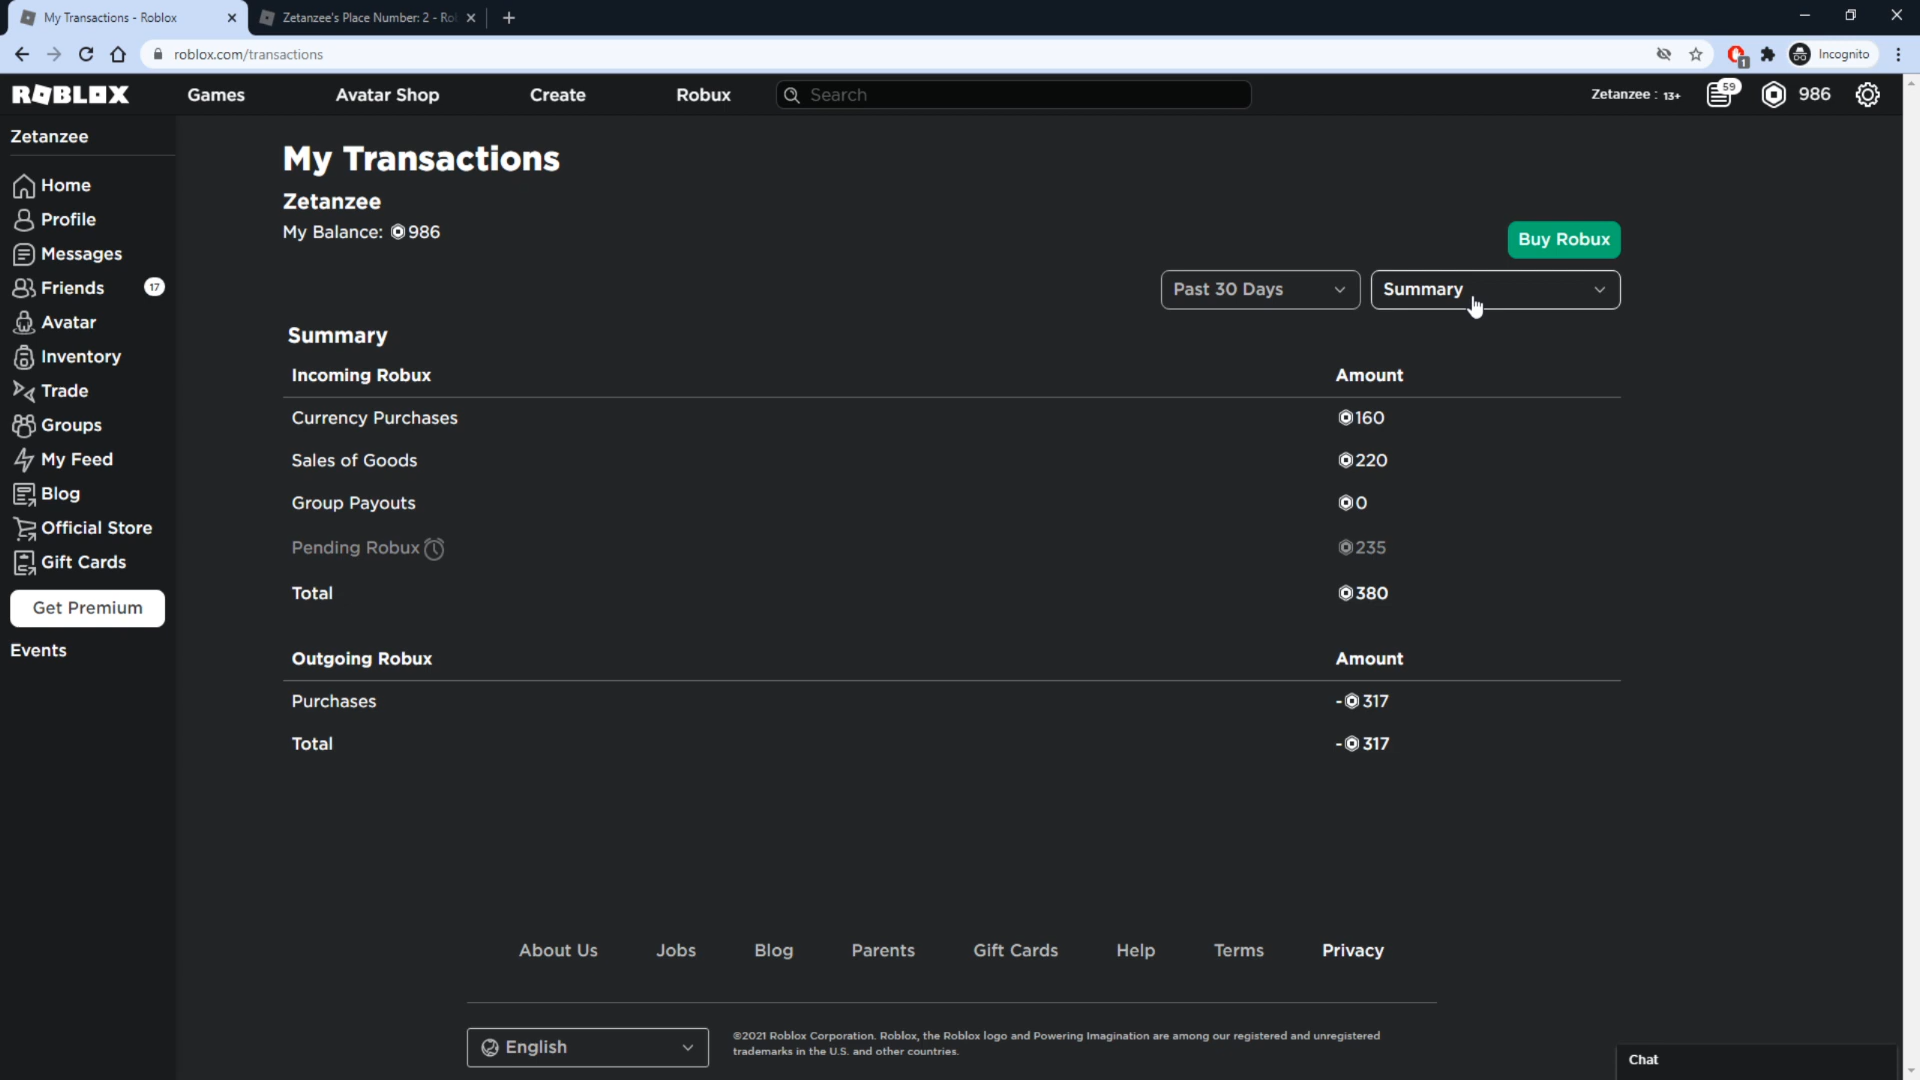 My Transactions - Roblox
Zetanzee's Place Number: 2 - Ro
roblox.com/transactions
1
Incognito
ROBLOX
Games
Avatar Shop
Create
Robux
Search
Zetanzee : 13+
59
986
Zetanzee
Home
Profile
Messages
Friends 17
Avatar
Inventory
Trade
Groups
My Feed
Blog
Official Store
Gift Cards
Get Premium
Events
My Transactions
Zetanzee
My Balance: 986
Buy Robux
Past 30 Days
Summary
Summary
Incoming Robux Amount
Currency Purchases 160
Sales of Goods 220
Group Payouts 0
Pending Robux 235
Total 380
Outgoing Robux Amount
Purchases - 317
Total - 317
About Us Jobs Blog Parents Gift Cards Help Terms Privacy
English
©2021 Roblox Corporation. Roblox, the Roblox logo and Powering Imagination are among our registered and unregistered
trademarks in the U.S. and other countries.
Chat